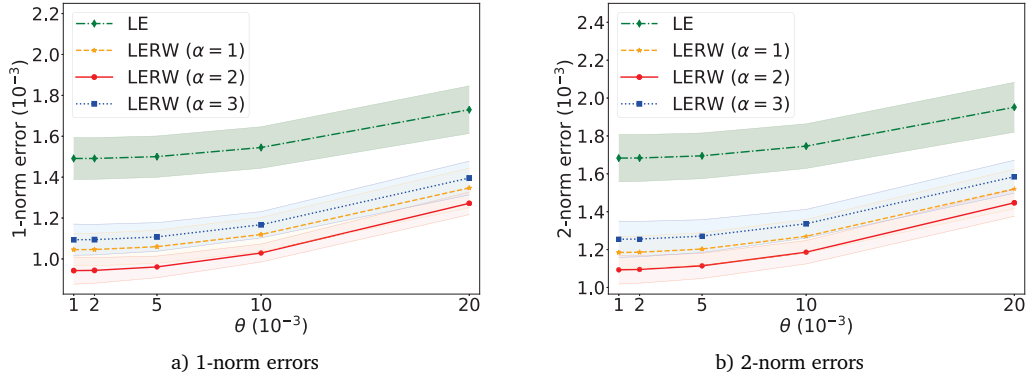 2.2
2.0
1.8
1.6
1.4
1.2
1.0
1-norm error (10⁻³)
LE
LERW (α = 1)
LERW (α = 2)
LERW (α = 3)
1 2 5 10 20
θ (10⁻³)
a) 1-norm errors
2.4
2.2
2.0
1.8
1.6
1.4
1.2
1.0
2-norm error (10⁻³)
LE
LERW (α = 1)
LERW (α = 2)
LERW (α = 3)
1 2 5 10 20
θ (10⁻³)
b) 2-norm errors